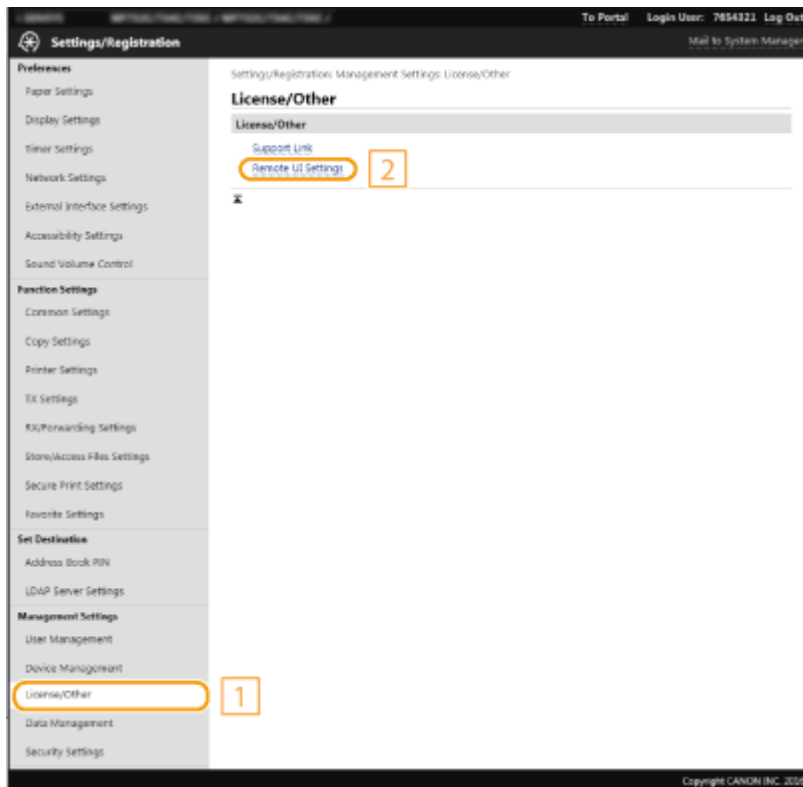 To Portal Login User: 7654321 Log Out
Settings/Registration
Mail to System Manager
Preferences
Paper Settings
Display Settings
Timer Settings
Network Settings
External Interface Settings
Accessibility Settings
Sound Volume Control
Function Settings
Common Settings
Copy Settings
Printer Settings
TX Settings
RX/Forwarding Settings
Store/Access Files Settings
Secure Print Settings
Favorite Settings
Set Destination
Address Book PIN
LDAP Server Settings
Management Settings
User Management
Device Management
License/Other
1
Data Management
Security Settings
Settings/Registration: Management Settings: License/Other
License/Other
License/Other
Support Link
Remote UI Settings
2
Copyright CANON INC. 2016